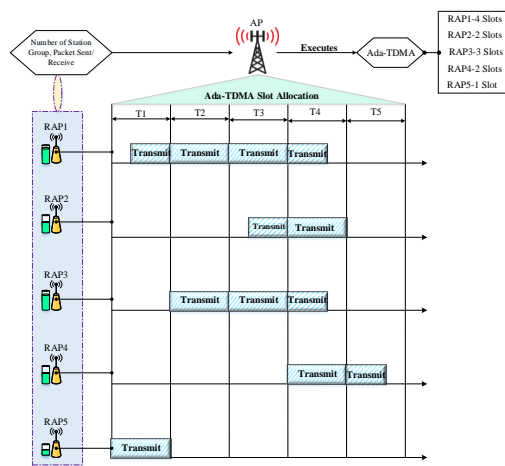 Number of Station
Group, Packet Sent/
Receive
AP
Executes
Ada-TDMA
RAP1-4 Slots
RAP2-2 Slots
RAP3-3 Slots
RAP4-2 Slots
RAP5-1 Slot
Ada-TDMA Slot Allocation
T1 T2 T3 T4 T5
RAP1
Transmit Transmit Transmit Transmit
RAP2
Transmit Transmit
RAP3
Transmit Transmit Transmit
RAP4
Transmit Transmit
RAP5
Transmit